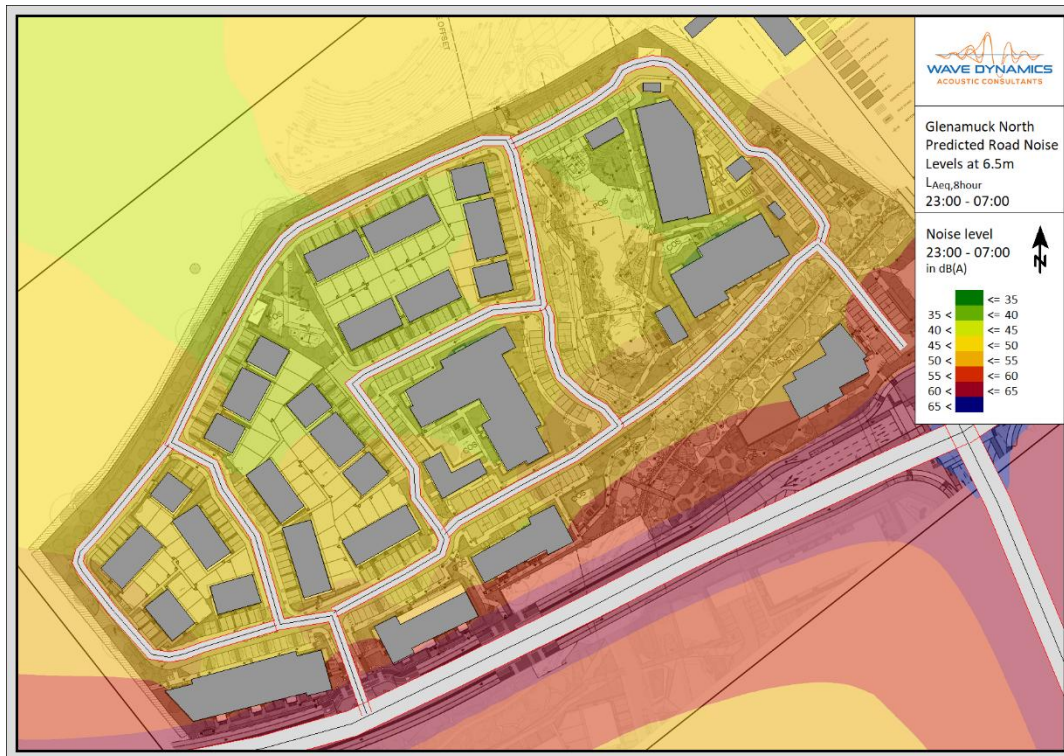 OFFSET
POS
COS
COS
WAVE DYNAMICS
ACOUSTIC CONSULTANTS
Glenamuck North
Predicted Road Noise
Levels at 6.5m
LAeq,8hour
23:00 - 07:00
Noise level
23:00 - 07:00
in dB(A)
N
<= 35
35 < <= 40
40 < <= 45
45 < <= 50
50 < <= 55
55 < <= 60
60 < <= 65
65 <